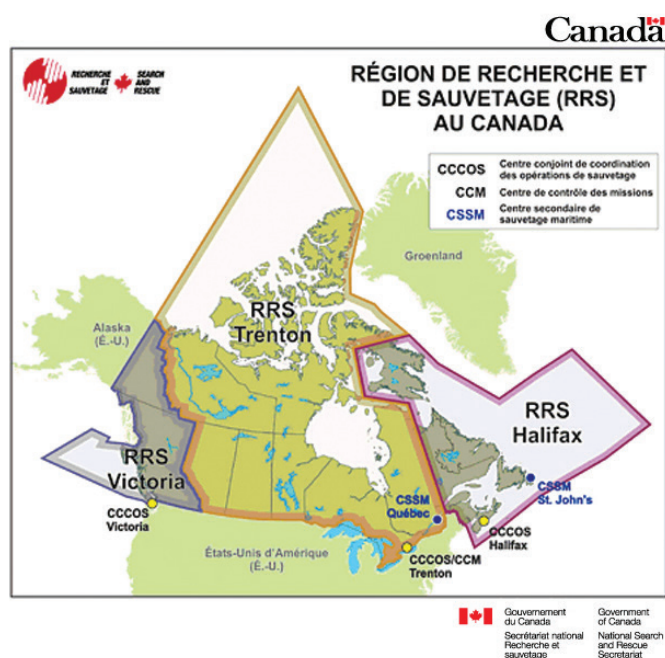 Canada
RECHERCHE
ET
SAUVETAGE
SEARCH
AND
RESCUE
RÉGION DE RECHERCHE ET
DE SAUVETAGE (RRS)
AU CANADA
CCCOS Centre conjoint de coordination
des opérations de sauvetage
CCM Centre de contrôle des missions
CSSM Centre secondaire de
sauvetage maritime
Groenland
RRS
Trenton
Alaska
(É.-U.)
RRS
Halifax
RRS
Victoria
CSSM
St. John's
CSSM
Québec
CCCOS
Victoria
CCCOS
Halifax
États-Unis d'Amérique
(É.-U.)
CCCOS/CCM
Trenton
Gouvernement
du Canada
Secrétariat national
Recherche et
sauvetage
Government
of Canada
National Search
and Rescue
Secretariat